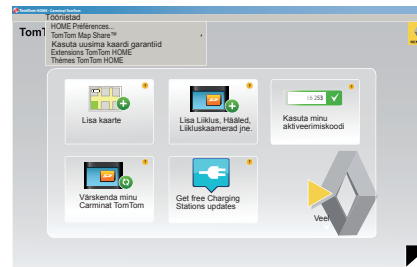 TomTom HOME - Carminat TomTom
Tööriistad
TomT
HOME Préférences...
TomTom Map Share™
Kasuta uusima kaardi garantiid
Extensions TomTom HOME
Thèmes TomTom HOME
Lisa kaarte
Lisa Liiklus, Hääled,
Liikluskaamerad jne.
Kasuta minu
aktiveerimiskoodi
Värskenda minu
Carminat TomTom
Get free Charging
Stations updates
Veel